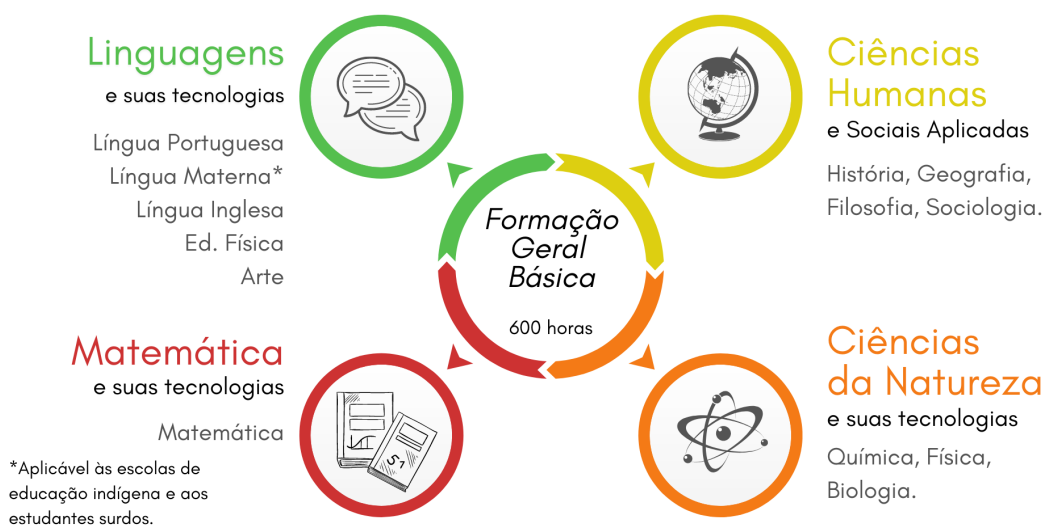 Linguagens
e suas tecnologias
Língua Portuguesa
Língua Materna*
Língua Inglesa
Ed. Física
Arte
Ciências
Humanas
e Sociais Aplicadas
História, Geografia,
Filosofia, Sociologia.
Formação
Geral
Básica
600 horas
Matemática
e suas tecnologias
Matemática
*Aplicável às escolas de
educação indígena e aos
estudantes surdos.
51
Ciências
da Natureza
e suas tecnologias
Química, Física,
Biologia.